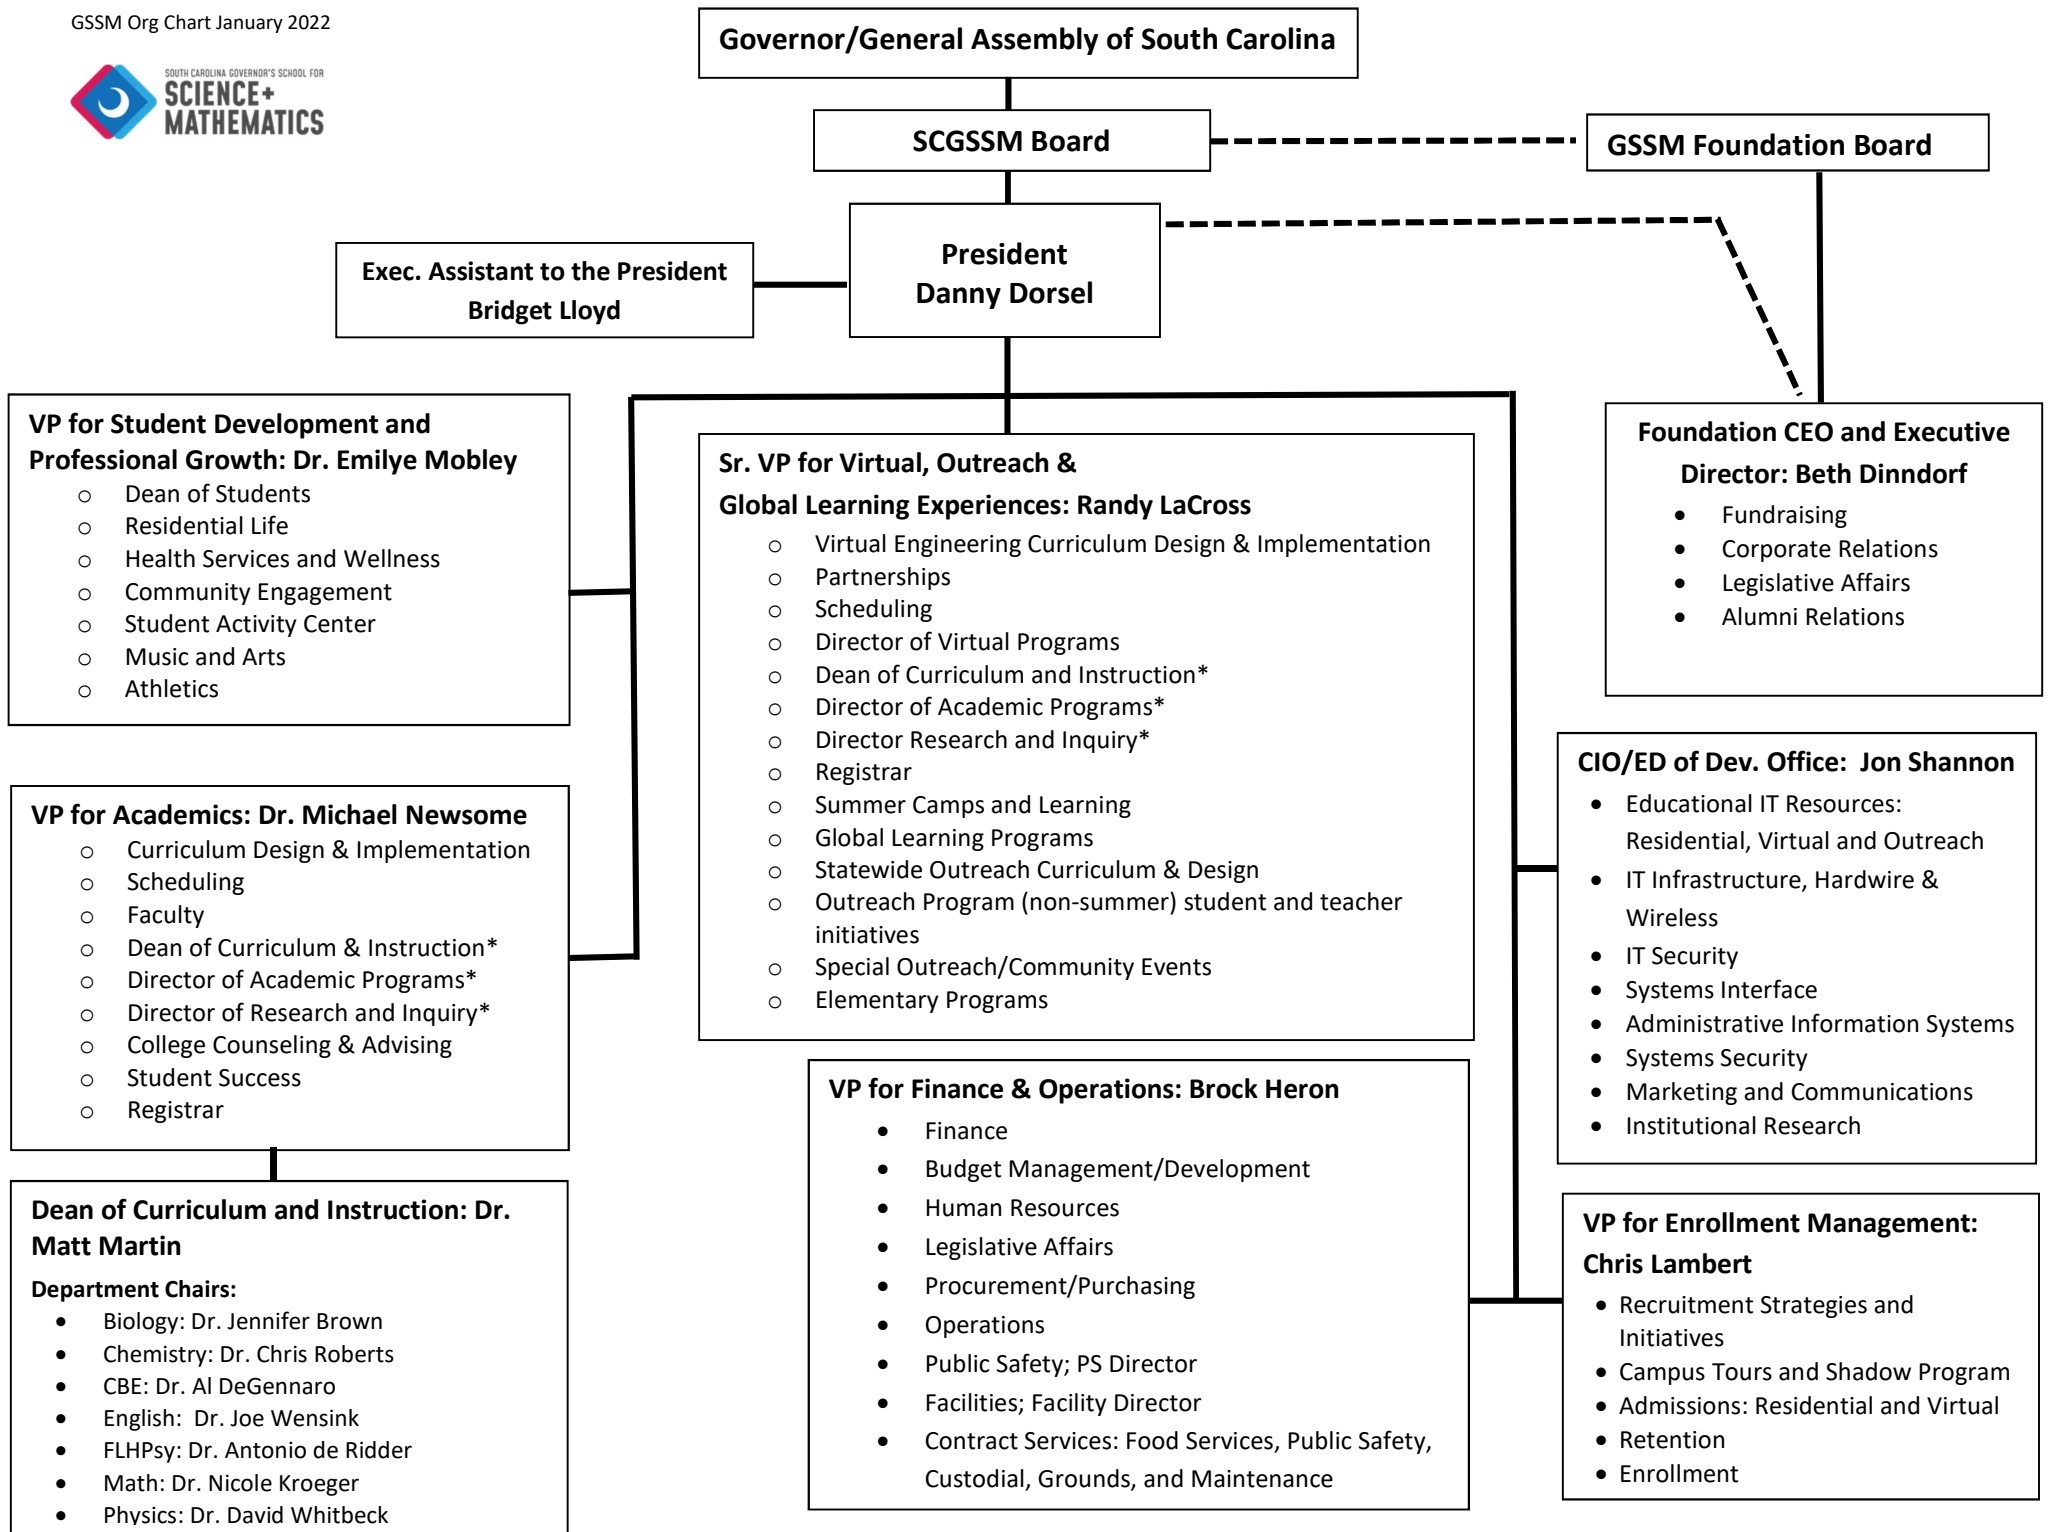 GSSM Org Chart January 2022
SOUTH CAROLINA GOVERNOR'S SCHOOL FOR
SCIENCE+
MATHEMATICS
Governor/General Assembly of South Carolina
SCGSSM Board
GSSM Foundation Board
President
Danny Dorsel
Exec. Assistant to the President
Bridget Lloyd
VP for Student Development and
Professional Growth: Dr. Emilye Mobley
o Dean of Students
o Residential Life
o Health Services and Wellness
o Community Engagement
o Student Activity Center
o Music and Arts
o Athletics
Sr. VP for Virtual, Outreach &
Global Learning Experiences: Randy LaCross
o Virtual Engineering Curriculum Design & Implementation
o Partnerships
o Scheduling
o Director of Virtual Programs
o Dean of Curriculum and Instruction*
o Director of Academic Programs*
o Director Research and Inquiry*
o Registrar
o Summer Camps and Learning
o Global Learning Programs
o Statewide Outreach Curriculum & Design
o Outreach Program (non-summer) student and teacher
initiatives
o Special Outreach/Community Events
o Elementary Programs
Foundation CEO and Executive
Director: Beth Dinndorf
• Fundraising
• Corporate Relations
• Legislative Affairs
• Alumni Relations
VP for Academics: Dr. Michael Newsome
o Curriculum Design & Implementation
o Scheduling
o Faculty
o Dean of Curriculum & Instruction*
o Director of Academic Programs*
o Director of Research and Inquiry*
o College Counseling & Advising
o Student Success
o Registrar
CIO/ED of Dev. Office:  Jon Shannon
• Educational IT Resources:
Residential, Virtual and Outreach
• IT Infrastructure, Hardwire &
Wireless
• IT Security
• Systems Interface
• Administrative Information Systems
• Systems Security
• Marketing and Communications
• Institutional Research
Dean of Curriculum and Instruction: Dr.
Matt Martin
Department Chairs:
• Biology: Dr. Jennifer Brown
• Chemistry: Dr. Chris Roberts
• CBE: Dr. Al DeGennaro
• English:  Dr. Joe Wensink
• FLHPsy: Dr. Antonio de Ridder
• Math: Dr. Nicole Kroeger
• Physics: Dr. David Whitbeck
VP for Finance & Operations: Brock Heron
• Finance
• Budget Management/Development
• Human Resources
• Legislative Affairs
• Procurement/Purchasing
• Operations
• Public Safety; PS Director
• Facilities; Facility Director
• Contract Services: Food Services, Public Safety,
Custodial, Grounds, and Maintenance
VP for Enrollment Management:
Chris Lambert
• Recruitment Strategies and
Initiatives
• Campus Tours and Shadow Program
• Admissions: Residential and Virtual
• Retention
• Enrollment